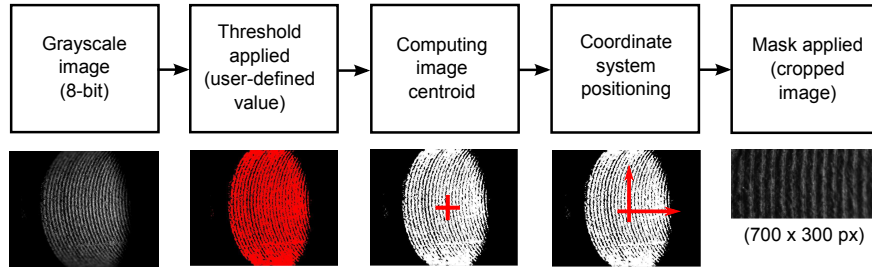 Grayscale
image
(8-bit)
Threshold
applied
(user-defined
value)
Computing
image
centroid
Coordinate
system
positioning
Mask applied
(cropped
image)
(700 x 300 px)